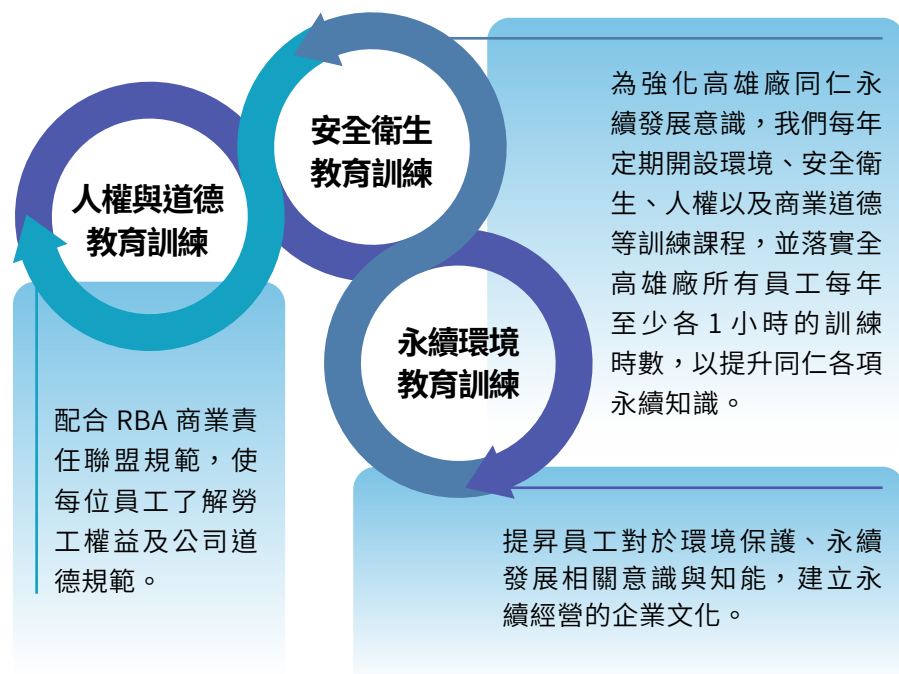 人權與道德
教育訓練
配合 RBA 商業責
任聯盟規範，使
每位員工了解勞
工權益及公司道
德規範。
安全衛生
教育訓練
為強化高雄廠同仁永
續發展意識，我們每年
定期開設環境、安全衛
生、人權以及商業道德
等訓練課程，並落實全
高雄廠所有員工每年
至少各 1 小時的訓練
時數，以提升同仁各項
永續知識。
永續環境
教育訓練
提昇員工對於環境保護、永續
發展相關意識與知能，建立永
續經營的企業文化。